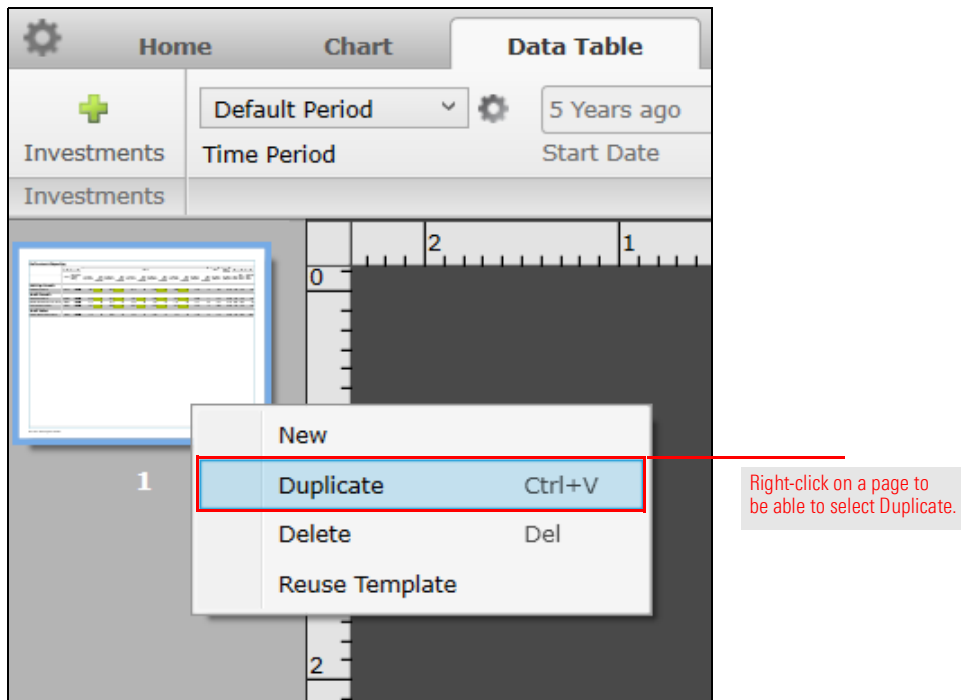 Home Chart Data Table
Default Period 5 Years ago
Investments Time Period Start Date
Investments
2 1
0
New
Duplicate Ctrl+V
Delete Del
Reuse Template
1
2
Right-click on a page to
be able to select Duplicate.